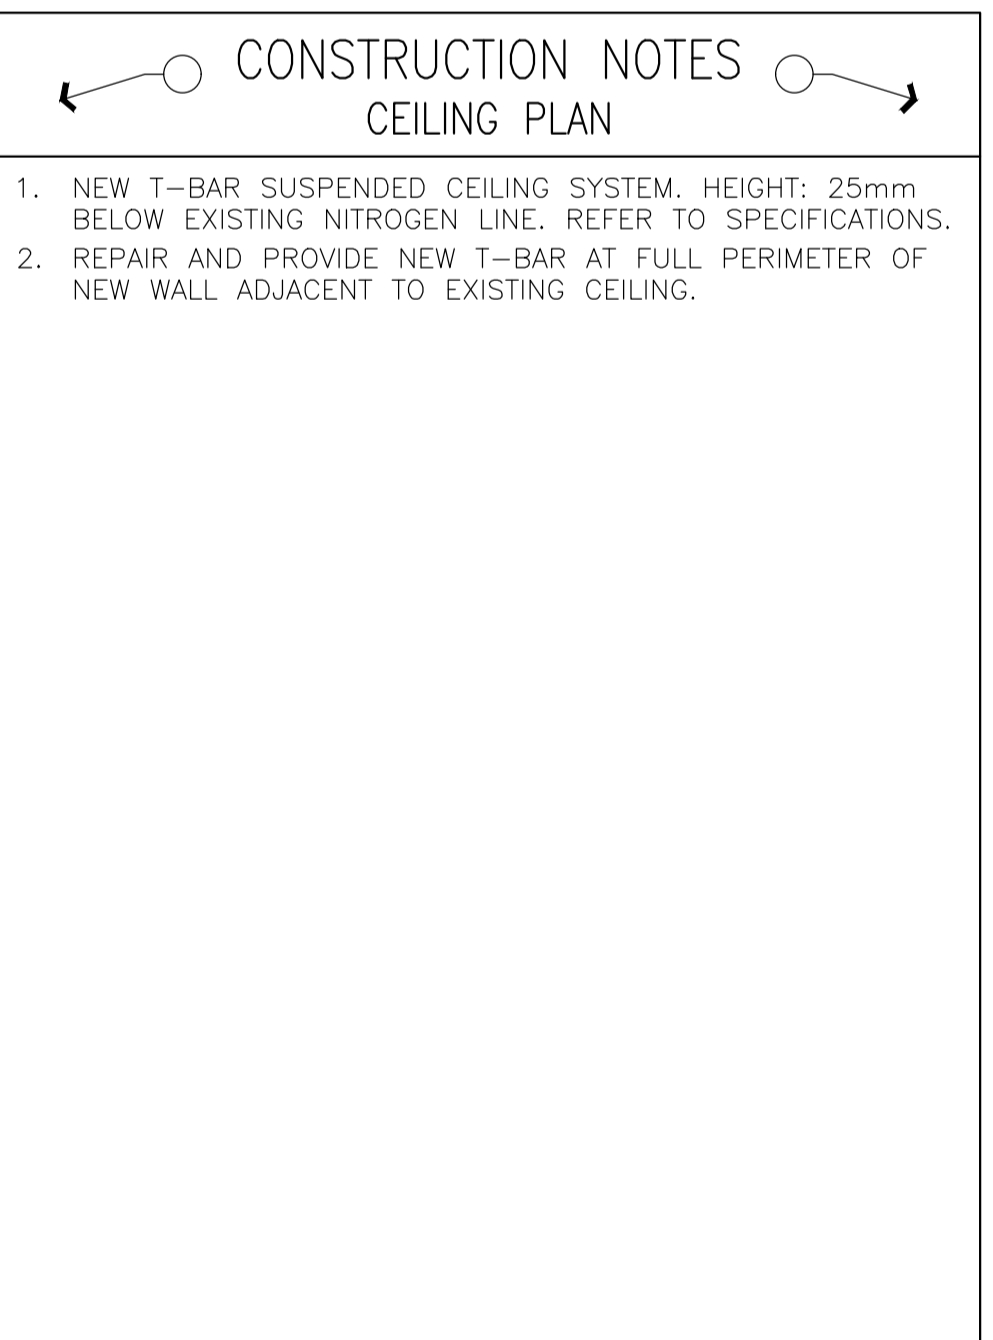 CONSTRUCTION NOTES
CEILING PLAN
1. NEW T-BAR SUSPENDED CEILING SYSTEM. HEIGHT: 25mm
BELOW EXISTING NITROGEN LINE. REFER TO SPECIFICATIONS.
2. REPAIR AND PROVIDE NEW T-BAR AT FULL PERIMETER OF
NEW WALL ADJACENT TO EXISTING CEILING.